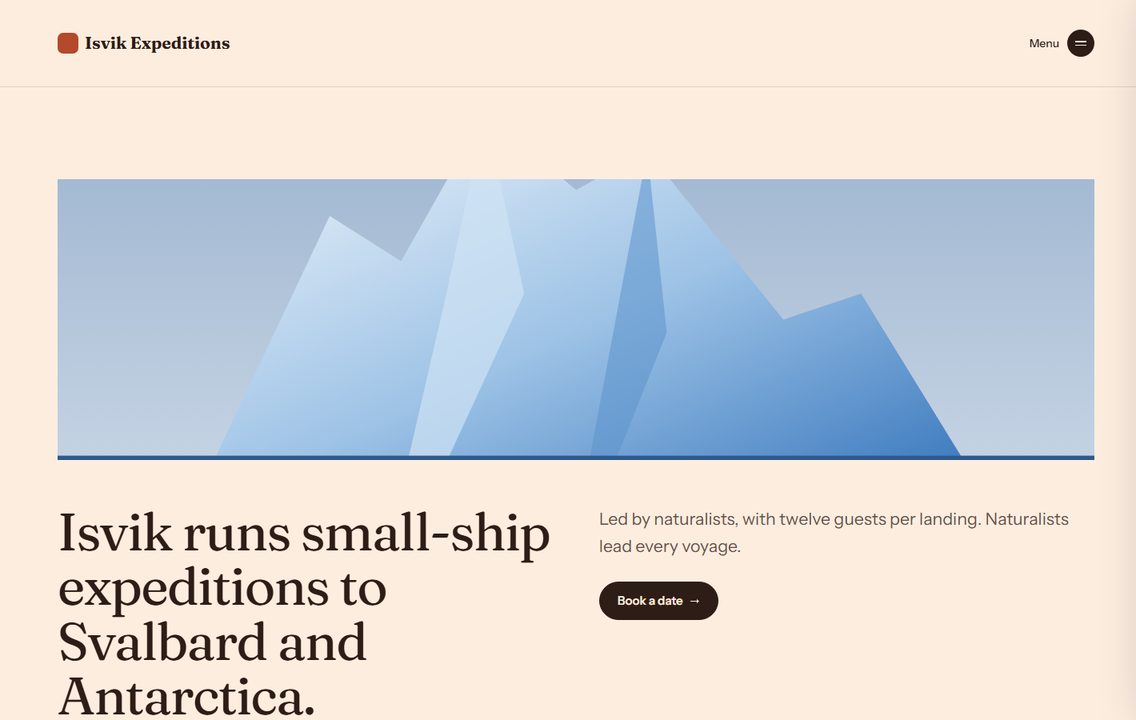 Isvik Expeditions
Menu
Isvik runs small-ship
expeditions to
Svalbard and
Antarctica.
Led by naturalists, with twelve guests per landing. Naturalists
lead every voyage.
Book a date →